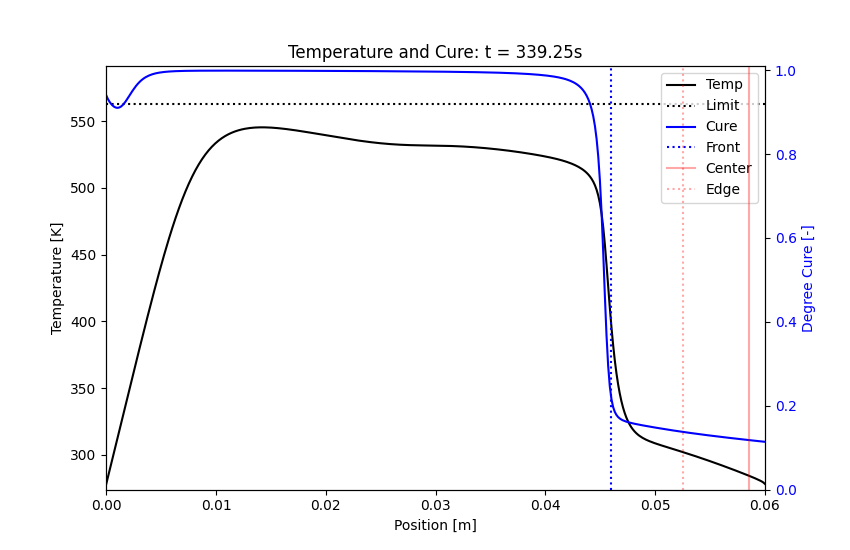 Temperature and Cure: t = 339.25s
Temperature [K]
550
500
450
400
350
300
Temp
Limit
Cure
Front
Center
Edge
1.0
0.8
0.6
0.4
0.2
0.0
Degree Cure [-]
0.00 0.01 0.02 0.03 0.04 0.05 0.06
Position [m]